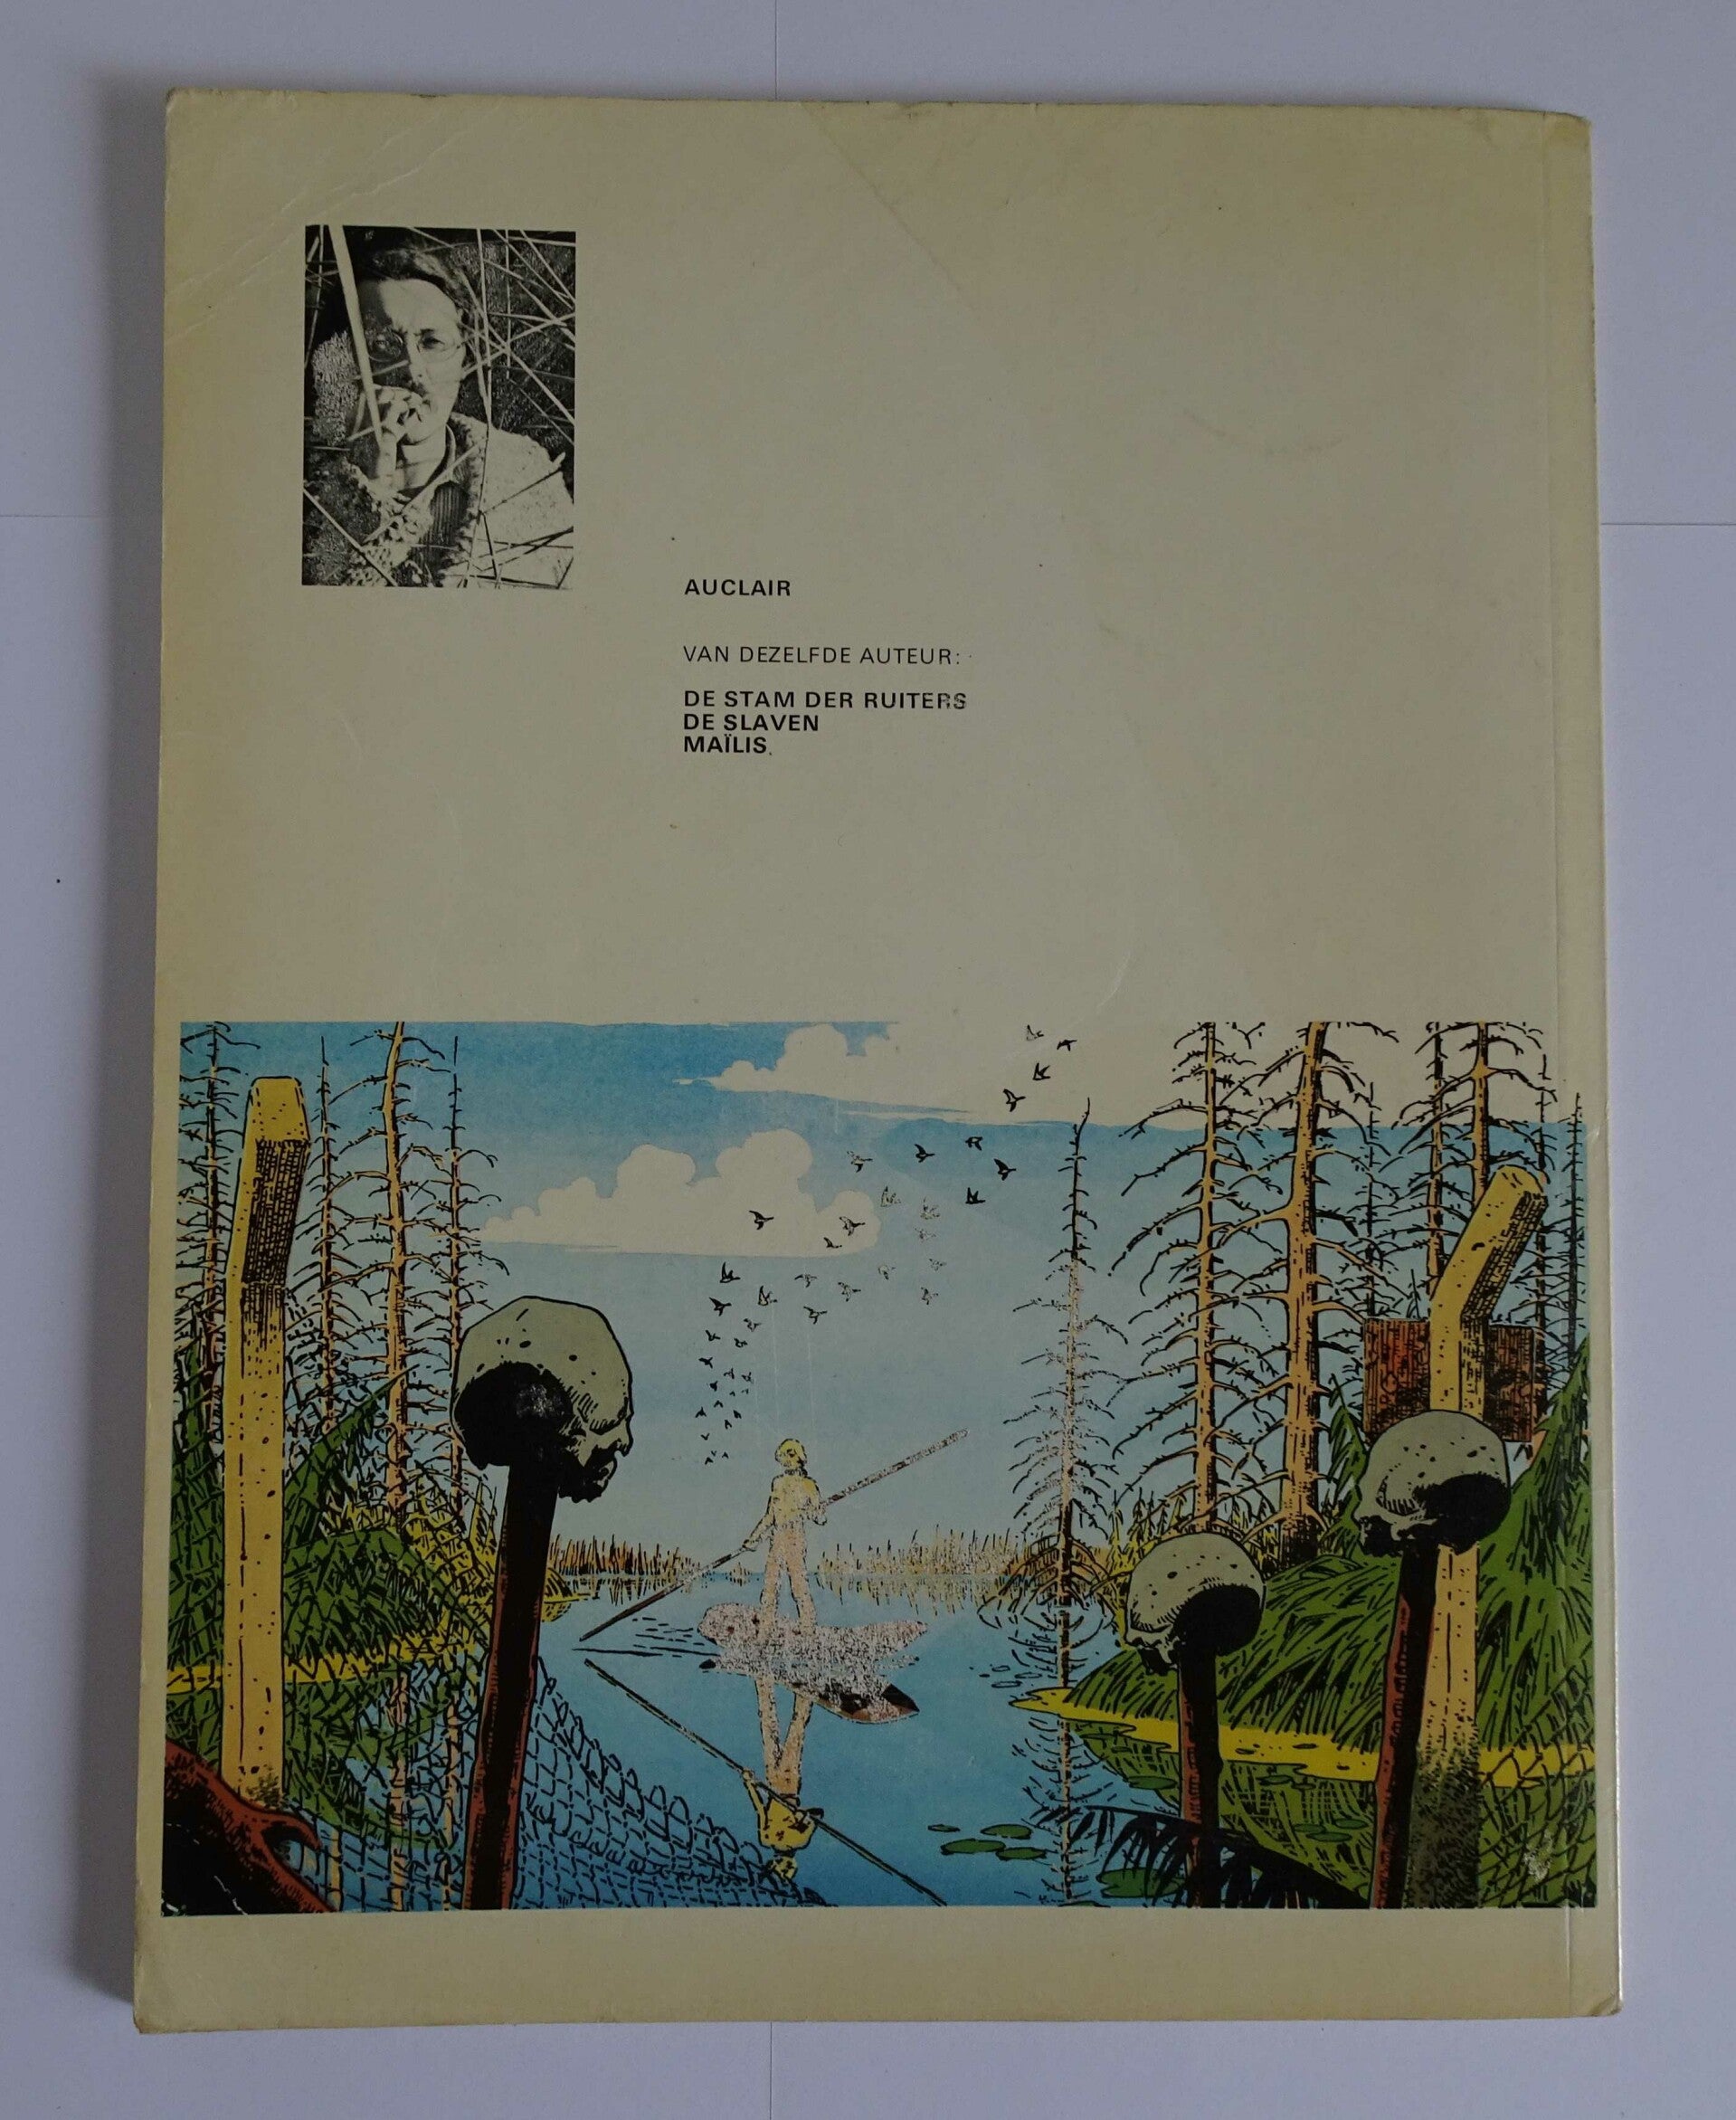 AUCLAIR
VAN DEZELFDE AUTEUR:
DE STAM DER RUITERS
DE SLAVEN
MAÏLIS